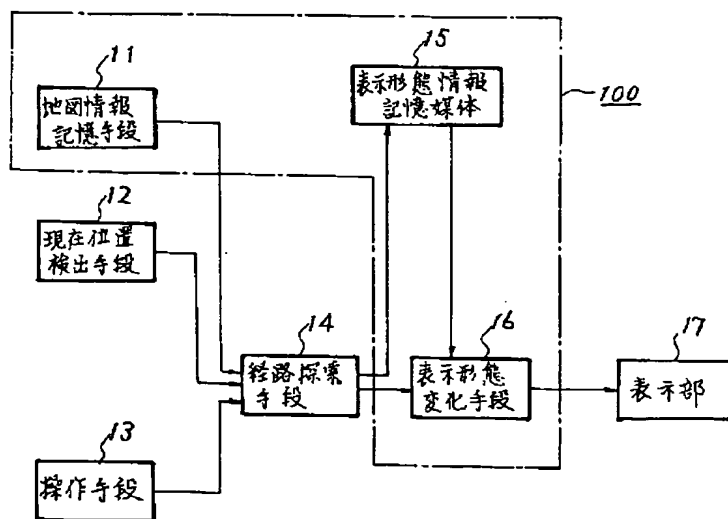 11
地図情報
記憶手段
15
表示形態情報
記憶媒体
100
12
現在位置
検出手段
14
経路探索
手段
16
表示形態
変化手段
17
表示部
13
操作手段